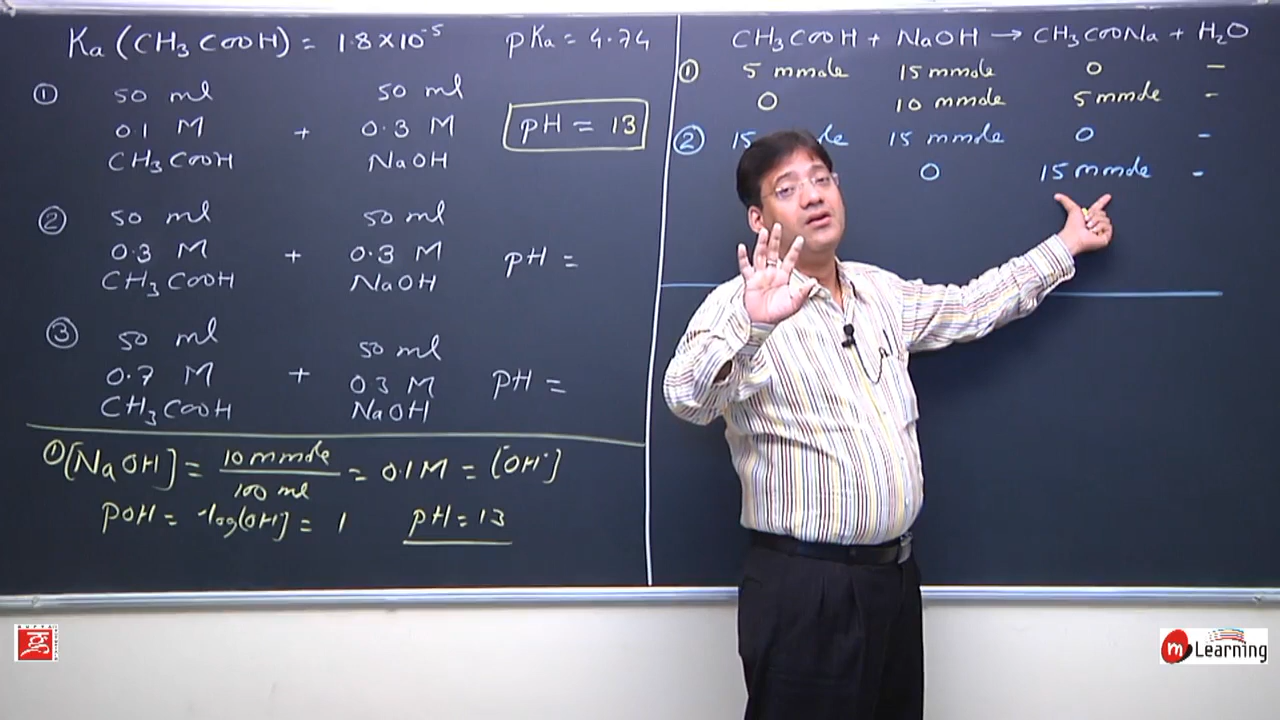 Ka (CH3COOH) = 1.8×10-5 pKa = 4.74
① 50 ml 50 ml
0.1 M + 0.3 M pH = 13
CH3COOH NaOH
② 50 ml 50 ml
0.3 M + 0.3 M pH =
CH3COOH NaOH
③ 50 ml 50 ml
0.7 M + 03 M pH =
CH3COOH NaOH
① [NaOH] = 10 mmole / 100 ml = 0.1 M = [OH-]
pOH = -log[OH] = 1 pH = 13
CH3COOH + NaOH → CH3COONa + H2O
① 5 mmole 15 mmole 0 –
0 10 mmole 5 mmole –
② 15 15 mmole 0 –
0 15 mmole –
m Learning